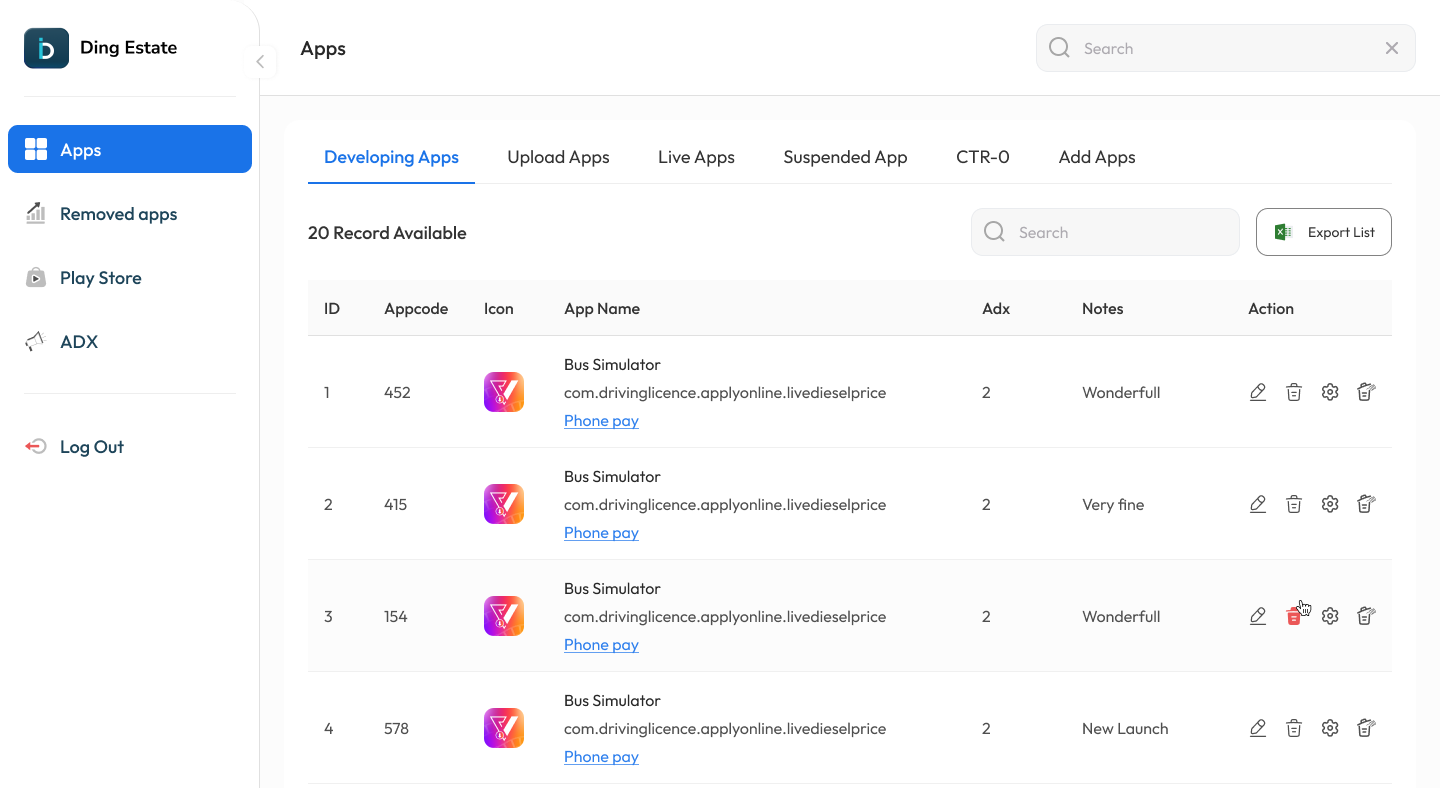 Ding Estate
Apps
Search
Apps
Removed apps
Play Store
ADX
Log Out
Developing Apps Upload Apps Live Apps Suspended App CTR-0 Add Apps
20 Record Available Search Export List
ID Appcode Icon App Name Adx Notes Action
Bus Simulator
1 452 com.drivinglicence.applyonline.livedieselprice 2 Wonderfull
Phone pay
Bus Simulator
2 415 com.drivinglicence.applyonline.livedieselprice 2 Very fine
Phone pay
Bus Simulator
3 154 com.drivinglicence.applyonline.livedieselprice 2 Wonderfull
Phone pay
Bus Simulator
4 578 com.drivinglicence.applyonline.livedieselprice 2 New Launch
Phone pay